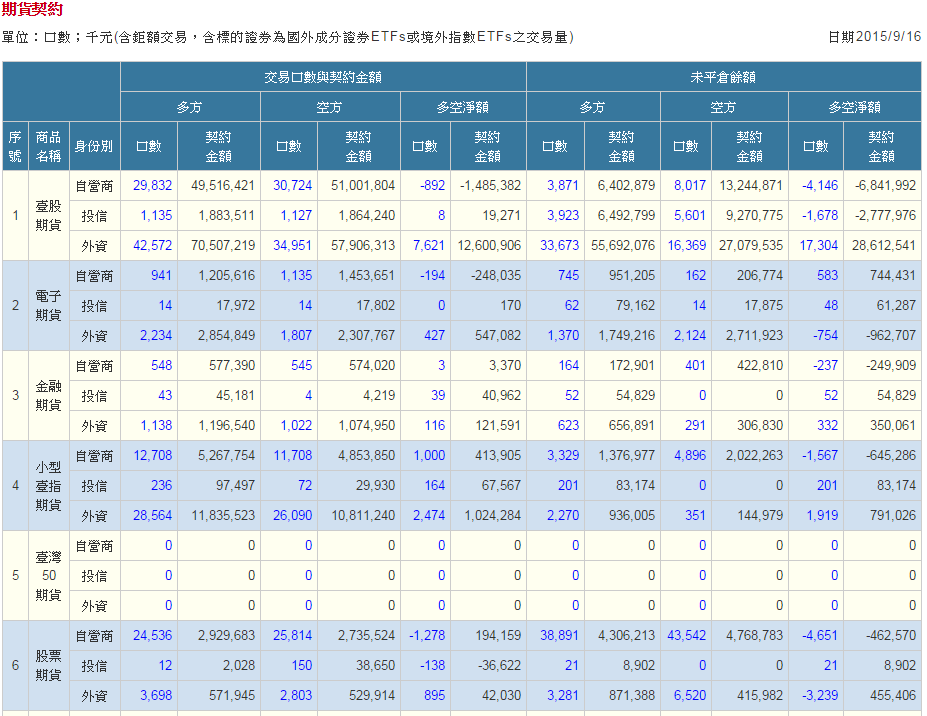 期貨契約
單位：口數；千元(含鉅額交易，含標的證券為國外成分證券ETFs或境外指數ETFs之交易量) 日期2015/9/16
交易口數與契約金額 未平倉餘額
多方 空方 多空淨額 多方 空方 多空淨額
序號 商品名稱 身份別 口數 契約金額 口數 契約金額 口數 契約金額 口數 契約金額 口數 契約金額 口數 契約金額
1 臺股期貨 自營商 29,832 49,516,421 30,724 51,001,804 -892 -1,485,382 3,871 6,402,879 8,017 13,244,871 -4,146 -6,841,992
投信 1,135 1,883,511 1,127 1,864,240 8 19,271 3,923 6,492,799 5,601 9,270,775 -1,678 -2,777,976
外資 42,572 70,507,219 34,951 57,906,313 7,621 12,600,906 33,673 55,692,076 16,369 27,079,535 17,304 28,612,541
2 電子期貨 自營商 941 1,205,616 1,135 1,453,651 -194 -248,035 745 951,205 162 206,774 583 744,431
投信 14 17,972 14 17,802 0 170 62 79,162 14 17,875 48 61,287
外資 2,234 2,854,849 1,807 2,307,767 427 547,082 1,370 1,749,216 2,124 2,711,923 -754 -962,707
3 金融期貨 自營商 548 577,390 545 574,020 3 3,370 164 172,901 401 422,810 -237 -249,909
投信 43 45,181 4 4,219 39 40,962 52 54,829 0 0 52 54,829
外資 1,138 1,196,540 1,022 1,074,950 116 121,591 623 656,891 291 306,830 332 350,061
4 小型臺指期貨 自營商 12,708 5,267,754 11,708 4,853,850 1,000 413,905 3,329 1,376,977 4,896 2,022,263 -1,567 -645,286
投信 236 97,497 72 29,930 164 67,567 201 83,174 0 0 201 83,174
外資 28,564 11,835,523 26,090 10,811,240 2,474 1,024,284 2,270 936,005 351 144,979 1,919 791,026
5 臺灣50期貨 自營商 0 0 0 0 0 0 0 0 0 0 0 0
投信 0 0 0 0 0 0 0 0 0 0 0 0
外資 0 0 0 0 0 0 0 0 0 0 0 0
6 股票期貨 自營商 24,536 2,929,683 25,814 2,735,524 -1,278 194,159 38,891 4,306,213 43,542 4,768,783 -4,651 -462,570
投信 12 2,028 150 38,650 -138 -36,622 21 8,902 0 0 21 8,902
外資 3,698 571,945 2,803 529,914 895 42,030 3,281 871,388 6,520 415,982 -3,239 455,406